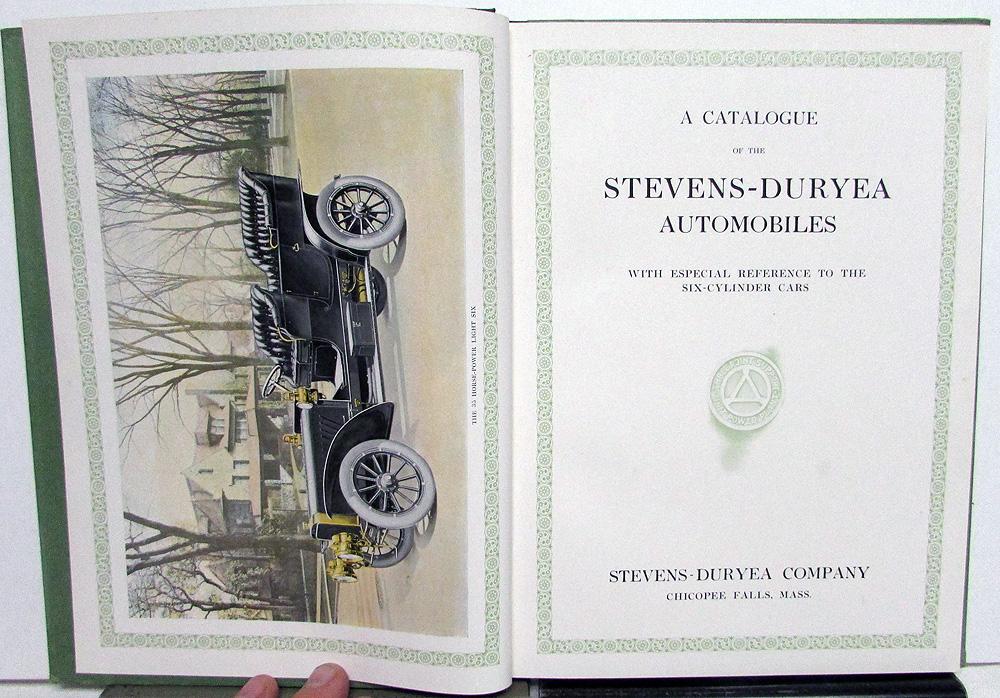 THE 35 HORSE-POWER LIGHT SIX
A CATALOGUE
OF THE
STEVENS-DURYEA
AUTOMOBILES
WITH ESPECIAL REFERENCE TO THE
SIX-CYLINDER CARS
STEVENS-DURYEA COMPANY
CHICOPEE FALLS, MASS.